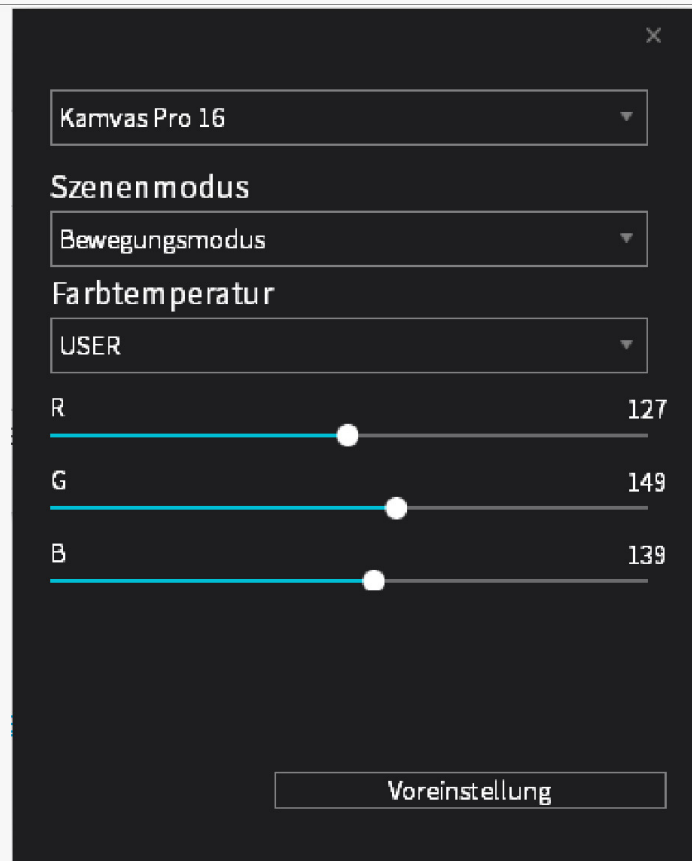 Kamvas Pro 16
Szenenmodus
Bewegungsmodus
Farbtemperatur
USER
R 127
G 149
B 139
Voreinstellung